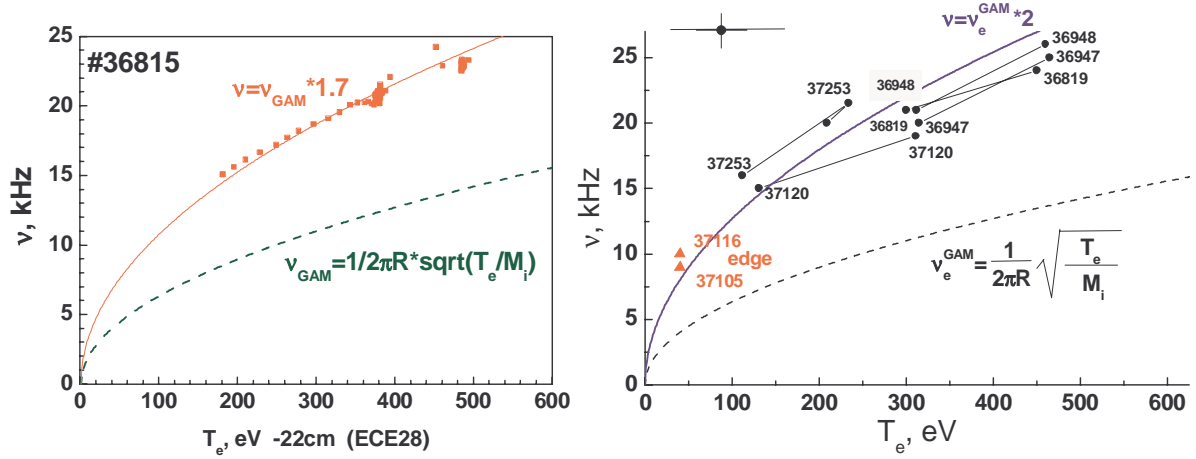 #36815
ν=ν_GAM*1.7
ν_GAM=1/2πR*sqrt(T_e/M_i)
25
20
15
10
5
0
ν, kHz
0 100 200 300 400 500 600
T_e, eV -22cm (ECE28)
ν=ν_e^GAM*2
36948
36947
36819
36948
37253
36819
36947
37120
37253
37120
37116
edge
37105
ν_e^GAM = 1/2πR √T_e/M_i
25
20
15
10
5
0
ν, kHz
0 100 200 300 400 500 600
T_e, eV